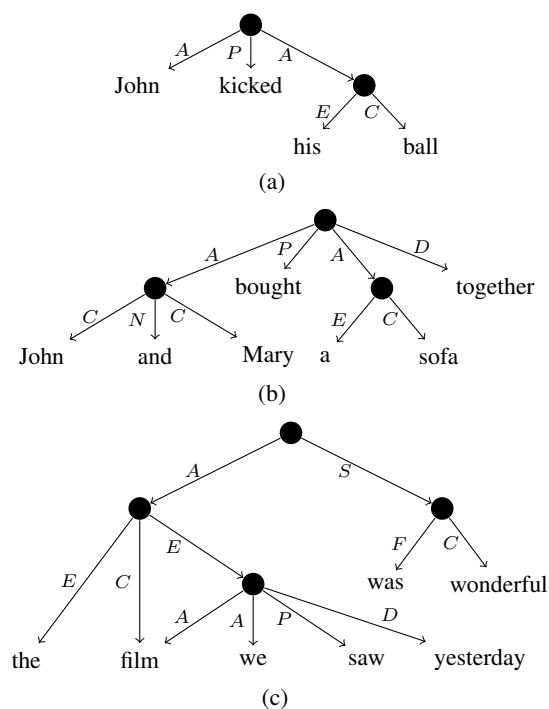 A P A
John kicked
E C
his ball
(a)
A P A D
bought together
C N C E C
John and Mary a sofa
(b)
A S
E C E F C
was wonderful
A A P D
the film we saw yesterday
(c)